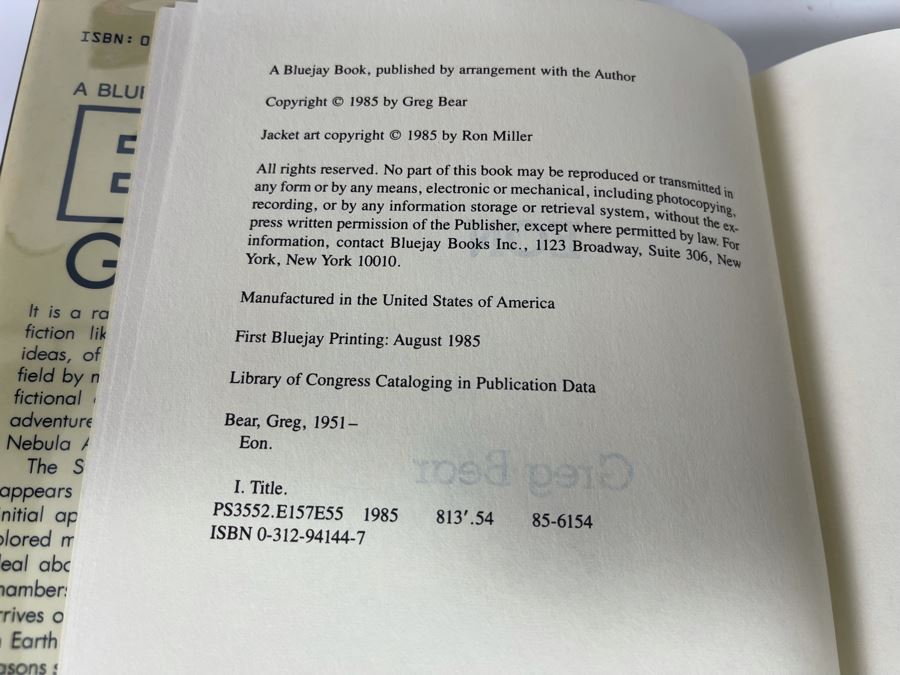 ISBN: 0
A BLUE
E
G
It is a ra
fiction lik
ideas, of
field by
fictional
adventure
Nebula
The S
appears
nitial ap
lored m
eal abo
hambers
rrives o
Earth
asons
A Bluejay Book, published by arrangement with the Author
Copyright © 1985 by Greg Bear
Jacket art copyright © 1985 by Ron Miller
All rights reserved. No part of this book may be reproduced or transmitted in
any form or by any means, electronic or mechanical, including photocopying,
recording, or by any information storage or retrieval system, without the ex-
press written permission of the Publisher, except where permitted by law. For
information, contact Bluejay Books Inc., 1123 Broadway, Suite 306, New
York, New York 10010.
Manufactured in the United States of America
First Bluejay Printing: August 1985
Library of Congress Cataloging in Publication Data
Bear, Greg, 1951–
Eon.
I. Title.
PS3552.E157E55 1985 813′.54 85-6154
ISBN 0-312-94144-7
Greg Bear